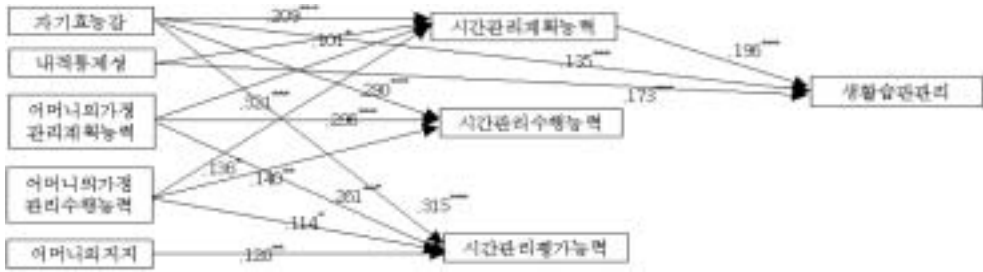 자기효능감
.209***
시간관리계획능력
.101*
.196***
내적통제성
.135***
.290***
.173***
생활습관관리
어머니의가정
관리계획능력
.331***
.296***
시간관리수행능력
.136*
.149**
어머니의가정
관리수행능력
.261***
.315***
.114*
어머니의지지
.120**
시간관리평가능력